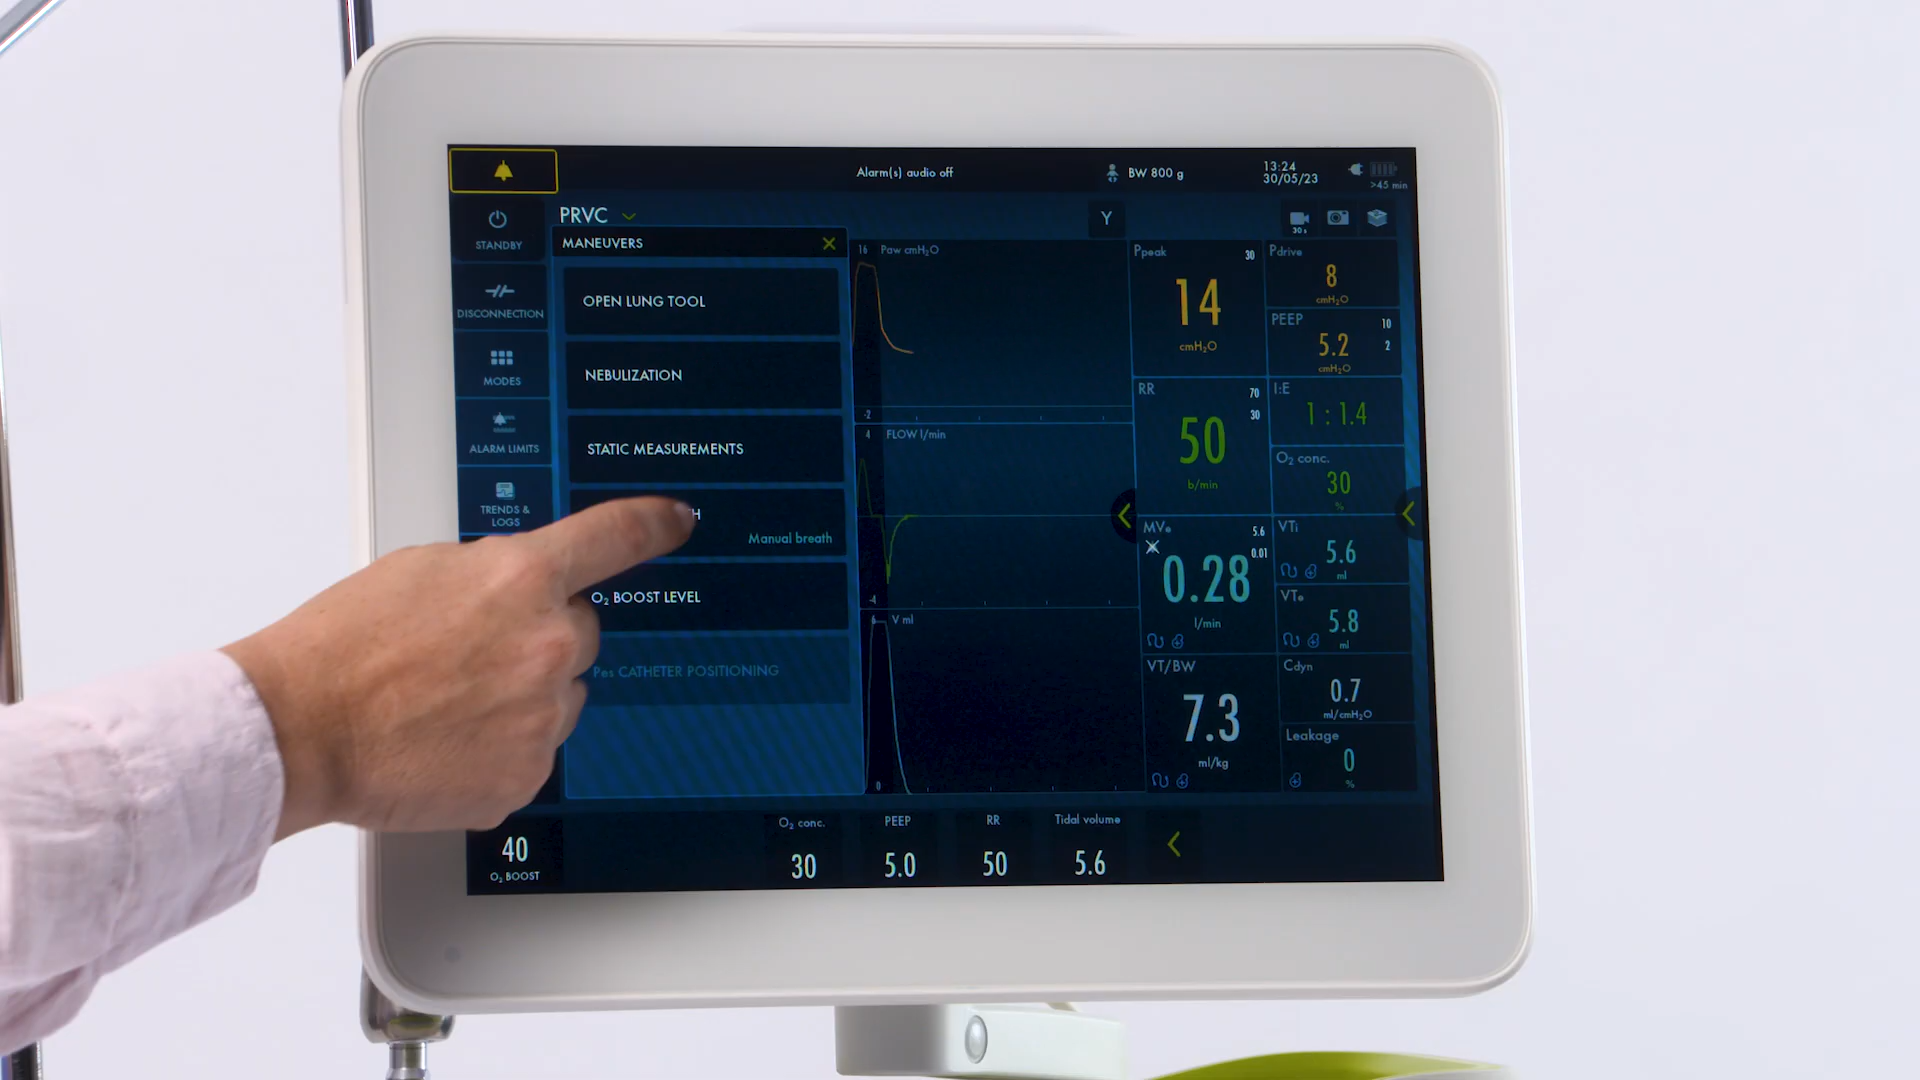 Alarm(s) audio off
BW 800 g
13:24
30/05/23
>45 min
STANDBY
DISCONNECTION
MODES
ALARM LIMITS
TRENDS &
LOGS
PRVC
Y
30 s
MANEUVERS
OPEN LUNG TOOL
NEBULIZATION
STATIC MEASUREMENTS
Manual breath
O₂ BOOST LEVEL
Pes CATHETER POSITIONING
16 Paw cmH₂O
-2
4 FLOW l/min
-4
6 V ml
0
Ppeak 30
14
cmH₂O
Pdrive
8
cmH₂O
PEEP 10
2
5.2
cmH₂O
RR 70
30
50
b/min
I:E
1 : 1.4
O₂ conc.
30
%
MVe 5.6
0.01
0.28
l/min
VTi
5.6
ml
VTe
5.8
ml
VT/BW
7.3
ml/kg
Cdyn
0.7
ml/cmH₂O
Leakage
0
%
40
O₂ BOOST
O₂ conc.
30
PEEP
5.0
RR
50
Tidal volume
5.6